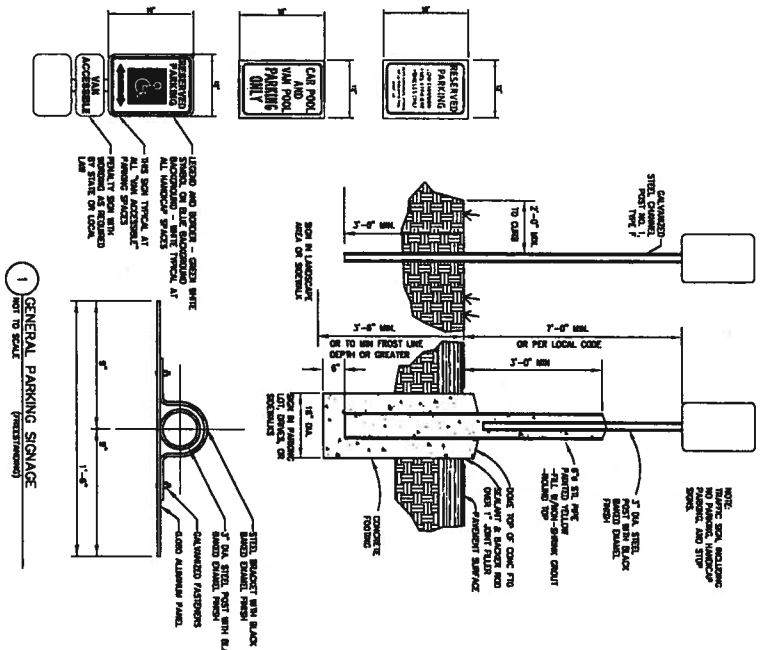 RESERVED
PARKING
CAR POOL
AND
VAN POOL
PARKING
ONLY
RESERVED
PARKING
VAN
ACCESSIBLE
LEGEND AND BORDER - GREEN WHITE
SYMBOL ON BLUE BACKGROUND
BACKGROUND - WHITE TYPICAL AT
ALL HANDICAP SPACES
THIS SIGN TYPICAL AT
ALL "VAN ACCESSIBLE"
PARKING SPACES
PENALTY SIGN WITH
WORDING AS REQUIRED
BY STATE OR LOCAL
LAW
GALVANIZED
STEEL CHANNEL
POST NO. 1,
TYPE F
2'-0" MIN.
TO CURB
3'-0" MIN.
SIGN IN LANDSCAPE
AREA OR SIDEWALK
NOTE:
NO PARKING, HANDICAP
PARKING, AND STOP
SIGNS.
7'-0" MIN.
OR PER LOCAL CODE
3'-0" MIN
3'-6" MIN.
OR TO MIN FROST LINE
DEPTH OR GREATER
6"
18" DIA.
SIGN IN PARKING
LOT, DRIVES, OR
SIDEWALKS
3" DIA. STEEL
POST WITH BLACK
BAKED ENAMEL
FINISH
6"Ø STL PIPE
PAINTED YELLOW
-FILL W/NON-SHRINK GROUT
-ROUND TOP
DOME TOP OF CONC FTG
SEALANT & BACKER ROD
OVER 1" JOINT FILLER
PAVEMENT SURFACE
CONCRETE
FOOTING
STEEL BRACKET WITH BLACK
BAKED ENAMEL FINISH
3" DIA. STEEL POST WITH BLA
BAKED ENAMEL FINISH
GALVANIZED FASTENERS
0.080 ALUMINUM PANEL
9"
9"
1'-6"
1
GENERAL PARKING SIGNAGE
NOT TO SCALE
(FREESTANDING)